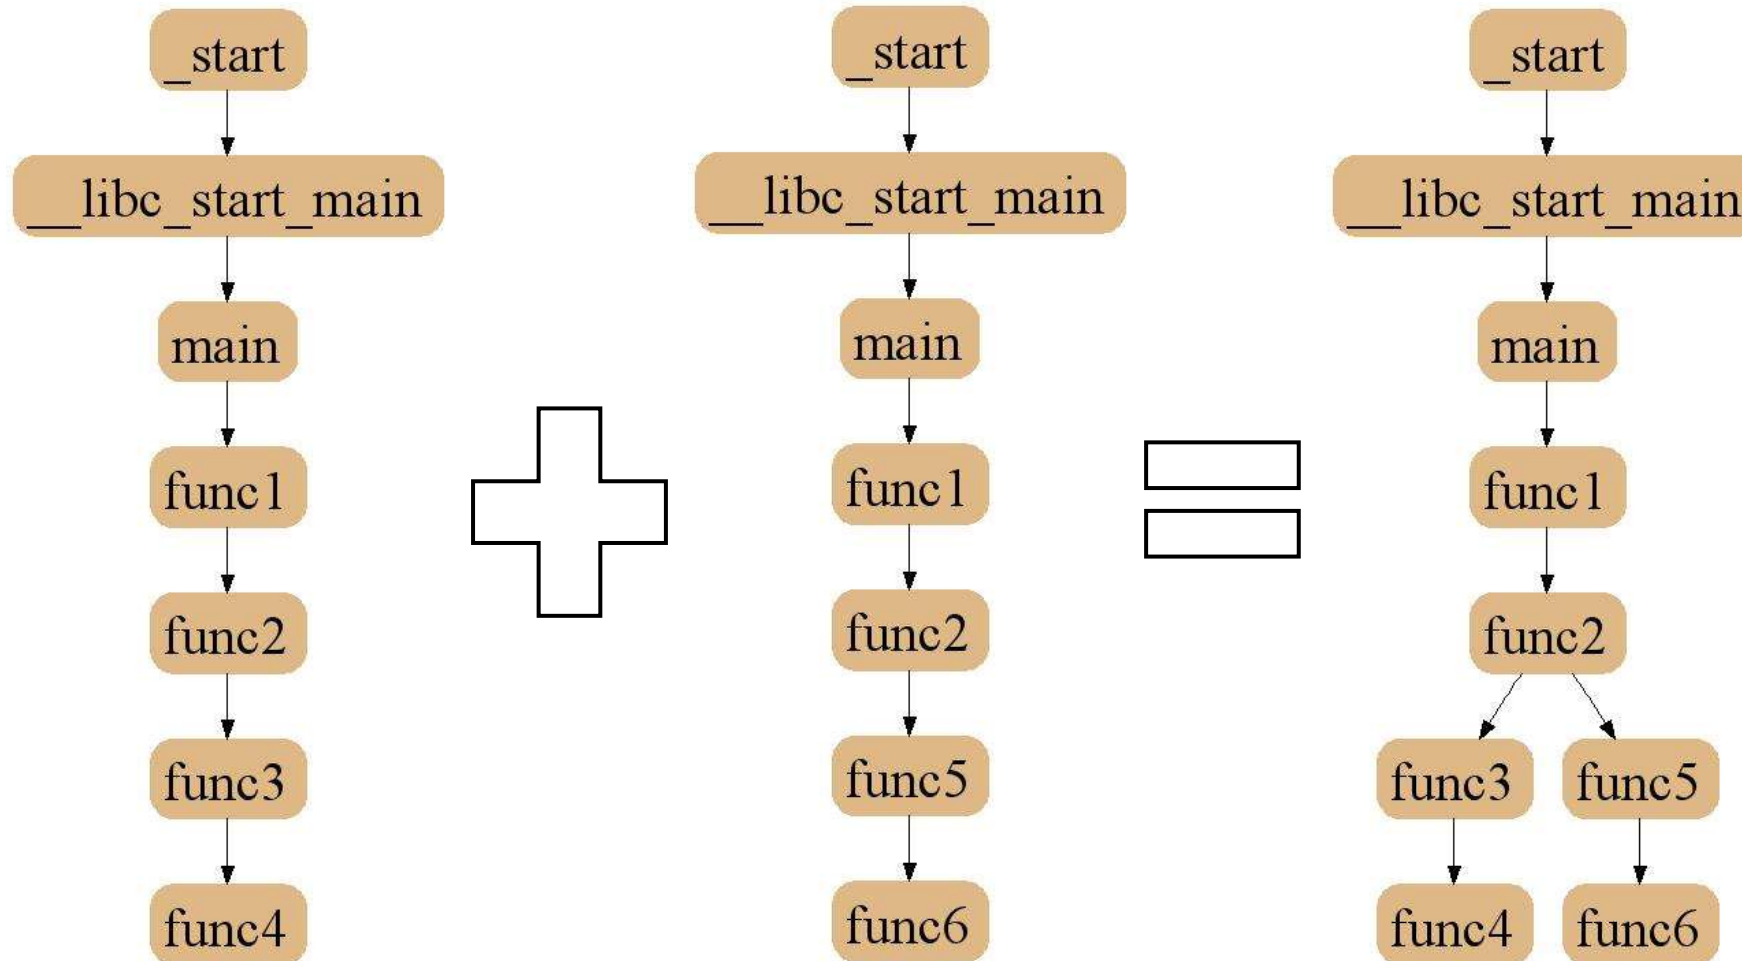 _start
__libc_start_main
main
func1
func2
func3
func4
_start
__libc_start_main
main
func1
func2
func5
func6
_start
__libc_start_main
main
func1
func2
func3
func5
func4
func6